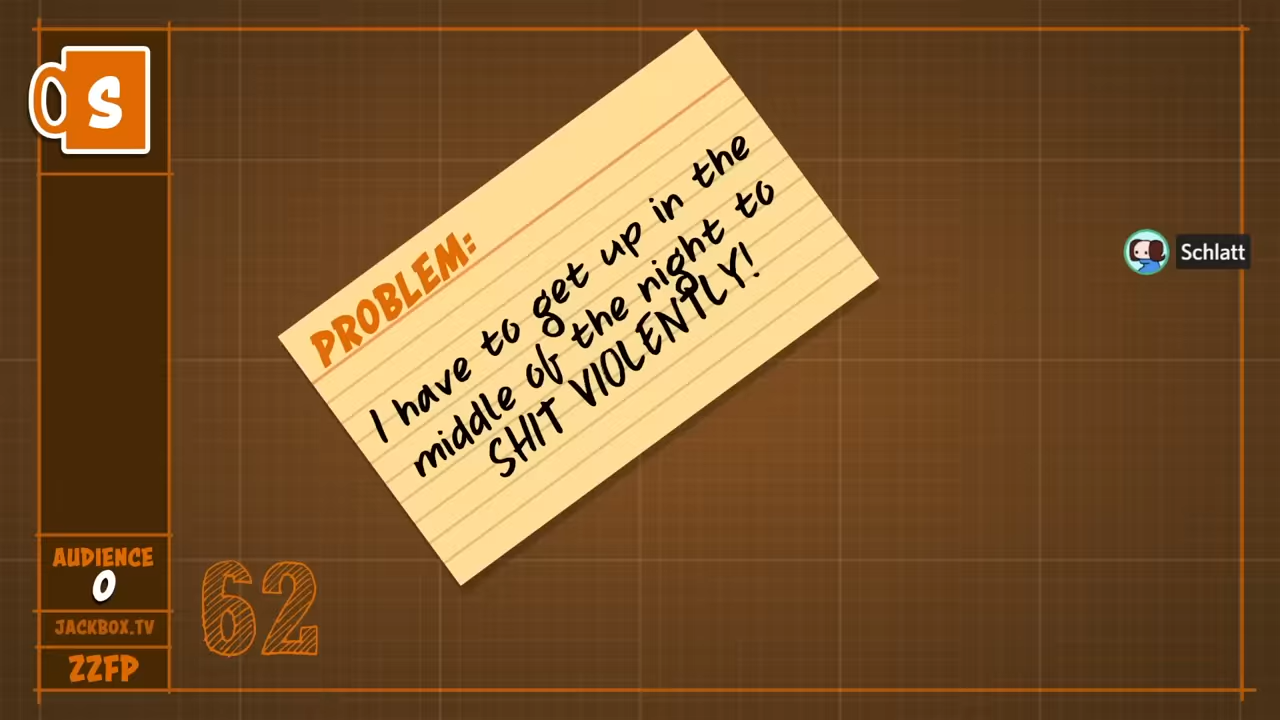 S
PROBLEM:
I have to get up in the
middle of the night to
SHIT VIOLENTLY!
Schlatt
AUDIENCE
0
JACKBOX.TV
ZZFP
62